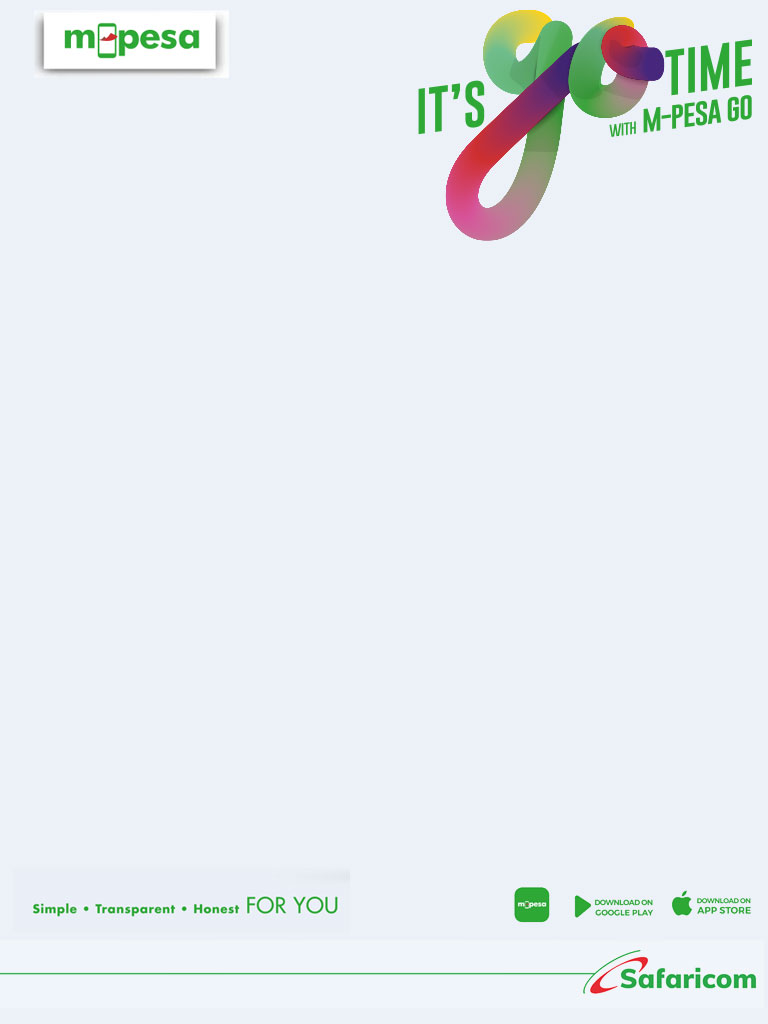 m-pesa
IT'S go TIME
WITH M-PESA GO
Simple • Transparent • Honest FOR YOU
m-pesa
DOWNLOAD ON
GOOGLE PLAY
DOWNLOAD ON
APP STORE
Safaricom